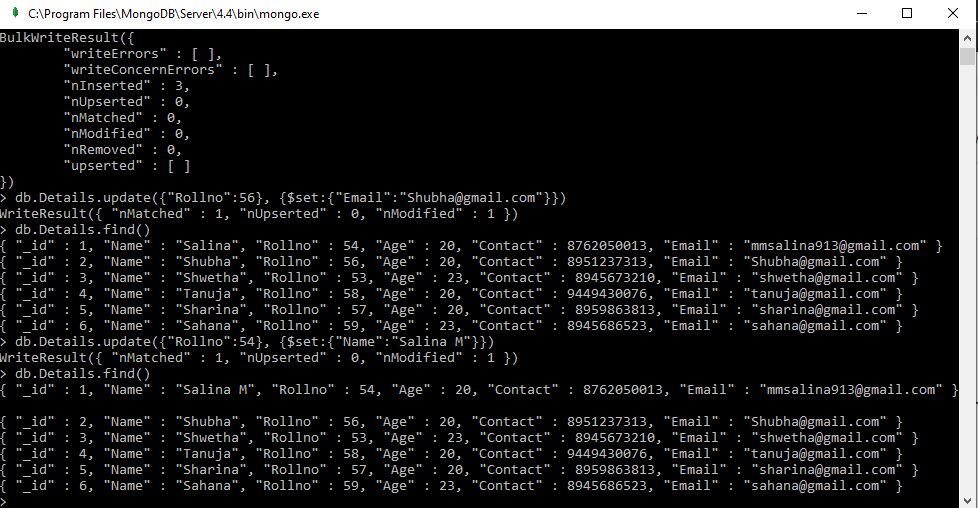 C:\Program Files\MongoDB\Server\4.4\bin\mongo.exe
BulkWriteResult({
        "writeErrors" : [ ],
        "writeConcernErrors" : [ ],
        "nInserted" : 3,
        "nUpserted" : 0,
        "nMatched" : 0,
        "nModified" : 0,
        "nRemoved" : 0,
        "upserted" : [ ]
})
> db.Details.update({"Rollno":56}, {$set:{"Email":"Shubha@gmail.com"}})
WriteResult({ "nMatched" : 1, "nUpserted" : 0, "nModified" : 1 })
> db.Details.find()
{ "_id" : 1, "Name" : "Salina", "Rollno" : 54, "Age" : 20, "Contact" : 8762050013, "Email" : "mmsalina913@gmail.com" }
{ "_id" : 2, "Name" : "Shubha", "Rollno" : 56, "Age" : 20, "Contact" : 8951237313, "Email" : "Shubha@gmail.com" }
{ "_id" : 3, "Name" : "Shwetha", "Rollno" : 53, "Age" : 23, "Contact" : 8945673210, "Email" : "shwetha@gmail.com" }
{ "_id" : 4, "Name" : "Tanuja", "Rollno" : 58, "Age" : 20, "Contact" : 9449430076, "Email" : "tanuja@gmail.com" }
{ "_id" : 5, "Name" : "Sharina", "Rollno" : 57, "Age" : 20, "Contact" : 8959863813, "Email" : "sharina@gmail.com" }
{ "_id" : 6, "Name" : "Sahana", "Rollno" : 59, "Age" : 23, "Contact" : 8945686523, "Email" : "sahana@gmail.com" }
> db.Details.update({"Rollno":54}, {$set:{"Name":"Salina M"}})
WriteResult({ "nMatched" : 1, "nUpserted" : 0, "nModified" : 1 })
> db.Details.find()
{ "_id" : 1, "Name" : "Salina M", "Rollno" : 54, "Age" : 20, "Contact" : 8762050013, "Email" : "mmsalina913@gmail.com" }
{ "_id" : 2, "Name" : "Shubha", "Rollno" : 56, "Age" : 20, "Contact" : 8951237313, "Email" : "Shubha@gmail.com" }
{ "_id" : 3, "Name" : "Shwetha", "Rollno" : 53, "Age" : 23, "Contact" : 8945673210, "Email" : "shwetha@gmail.com" }
{ "_id" : 4, "Name" : "Tanuja", "Rollno" : 58, "Age" : 20, "Contact" : 9449430076, "Email" : "tanuja@gmail.com" }
{ "_id" : 5, "Name" : "Sharina", "Rollno" : 57, "Age" : 20, "Contact" : 8959863813, "Email" : "sharina@gmail.com" }
{ "_id" : 6, "Name" : "Sahana", "Rollno" : 59, "Age" : 23, "Contact" : 8945686523, "Email" : "sahana@gmail.com" }
>